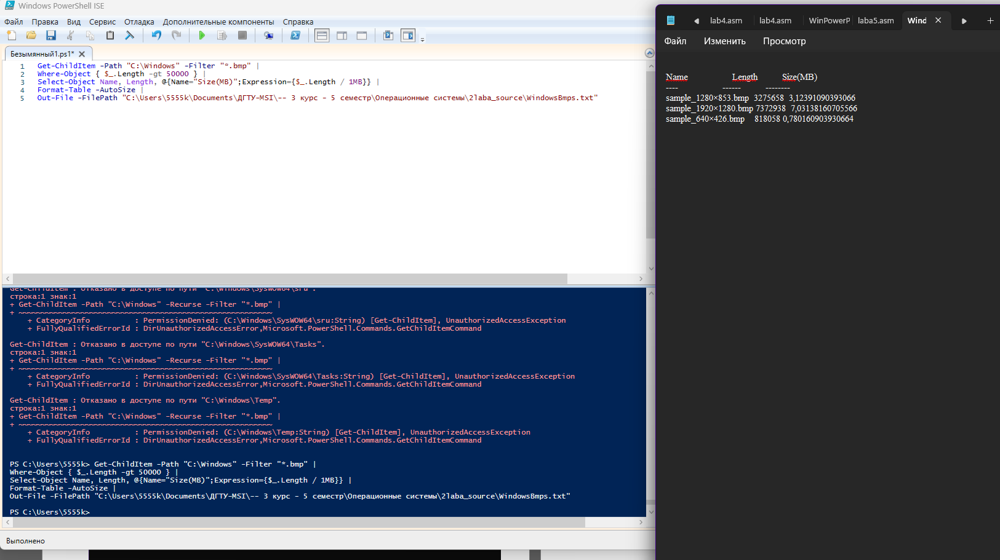 Windows PowerShell ISE
Файл Правка Вид Сервис Отладка Дополнительные компоненты Справка
Безымянный1.ps1*
1 Get-ChildItem -Path "C:\Windows" -Filter "*.bmp" |
2 Where-Object { $_.Length -gt 50000 } |
3 Select-Object Name, Length, @{Name="Size(MB)";Expression={$_.Length / 1MB}} |
4 Format-Table -AutoSize |
5 Out-File -FilePath "C:\Users\5555k\Documents\ДГТУ-MSI\-- 3 курс - 5 семестр\Операционные системы\2laba_source\WindowsBmps.txt"
Get-ChildItem : Отказано в доступе по пути "C:\Windows\SysWOW64\sru".
строка:1 знак:1
+ Get-ChildItem -Path "C:\Windows" -Recurse -Filter "*.bmp" |
+ ~~~~~~~~~~~~~~~~~~~~~~~~~~~~~~~~~~~~~~~~~~~~~~~~~~~~~~~~~
+ CategoryInfo : PermissionDenied: (C:\Windows\SysWOW64\sru:String) [Get-ChildItem], UnauthorizedAccessException
+ FullyQualifiedErrorId : DirUnauthorizedAccessError,Microsoft.PowerShell.Commands.GetChildItemCommand
Get-ChildItem : Отказано в доступе по пути "C:\Windows\SysWOW64\Tasks".
строка:1 знак:1
+ Get-ChildItem -Path "C:\Windows" -Recurse -Filter "*.bmp" |
+ ~~~~~~~~~~~~~~~~~~~~~~~~~~~~~~~~~~~~~~~~~~~~~~~~~~~~~~~~~
+ CategoryInfo : PermissionDenied: (C:\Windows\SysWOW64\Tasks:String) [Get-ChildItem], UnauthorizedAccessException
+ FullyQualifiedErrorId : DirUnauthorizedAccessError,Microsoft.PowerShell.Commands.GetChildItemCommand
Get-ChildItem : Отказано в доступе по пути "C:\Windows\Temp".
строка:1 знак:1
+ Get-ChildItem -Path "C:\Windows" -Recurse -Filter "*.bmp" |
+ ~~~~~~~~~~~~~~~~~~~~~~~~~~~~~~~~~~~~~~~~~~~~~~~~~~~~~~~~~
+ CategoryInfo : PermissionDenied: (C:\Windows\Temp:String) [Get-ChildItem], UnauthorizedAccessException
+ FullyQualifiedErrorId : DirUnauthorizedAccessError,Microsoft.PowerShell.Commands.GetChildItemCommand
PS C:\Users\5555k> Get-ChildItem -Path "C:\Windows" -Filter "*.bmp" |
Where-Object { $_.Length -gt 50000 } |
Select-Object Name, Length, @{Name="Size(MB)";Expression={$_.Length / 1MB}} |
Format-Table -AutoSize |
Out-File -FilePath "C:\Users\5555k\Documents\ДГТУ-MSI\-- 3 курс - 5 семестр\Операционные системы\2laba_source\WindowsBmps.txt"
PS C:\Users\5555k>
Выполнено
lab4.asm lab4.asm WinPowerP laba5.asm Wind
Файл Изменить Просмотр
Name Length Size(MB)
---- ------ --------
sample_1280×853.bmp 3275658 3,12391090393066
sample_1920×1280.bmp 7372938 7,03138160705566
sample_640×426.bmp 818058 0,780160903930664